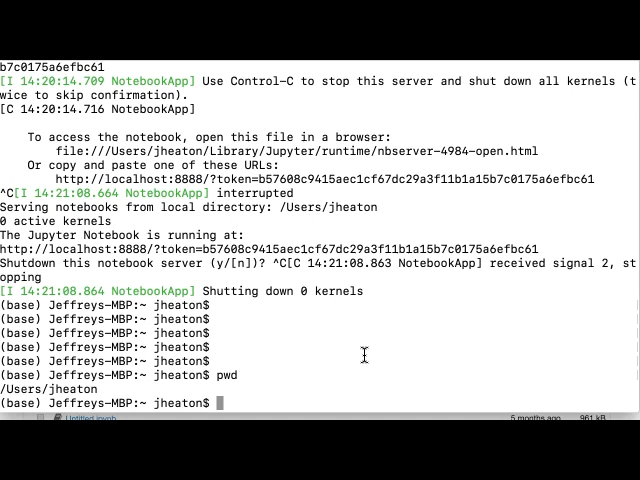 b7c0175a6efbc61
[I 14:20:14.709 NotebookApp] Use Control-C to stop this server and shut down all kernels (t
wice to skip confirmation).
[C 14:20:14.716 NotebookApp]
To access the notebook, open this file in a browser:
file:///Users/jheaton/Library/Jupyter/runtime/nbserver-4984-open.html
Or copy and paste one of these URLs:
http://localhost:8888/?token=b57608c9415aec1cf67dc29a3f11b1a15b7c0175a6efbc61
^C[I 14:21:08.664 NotebookApp] interrupted
Serving notebooks from local directory: /Users/jheaton
0 active kernels
The Jupyter Notebook is running at:
http://localhost:8888/?token=b57608c9415aec1cf67dc29a3f11b1a15b7c0175a6efbc61
Shutdown this notebook server (y/[n])? ^C[C 14:21:08.863 NotebookApp] received signal 2, st
opping
[I 14:21:08.864 NotebookApp] Shutting down 0 kernels
(base) Jeffreys-MBP:~ jheaton$
(base) Jeffreys-MBP:~ jheaton$
(base) Jeffreys-MBP:~ jheaton$
(base) Jeffreys-MBP:~ jheaton$
(base) Jeffreys-MBP:~ jheaton$
(base) Jeffreys-MBP:~ jheaton$ pwd
/Users/jheaton
(base) Jeffreys-MBP:~ jheaton$
Untitled.ipynb 5 months ago 961 kB